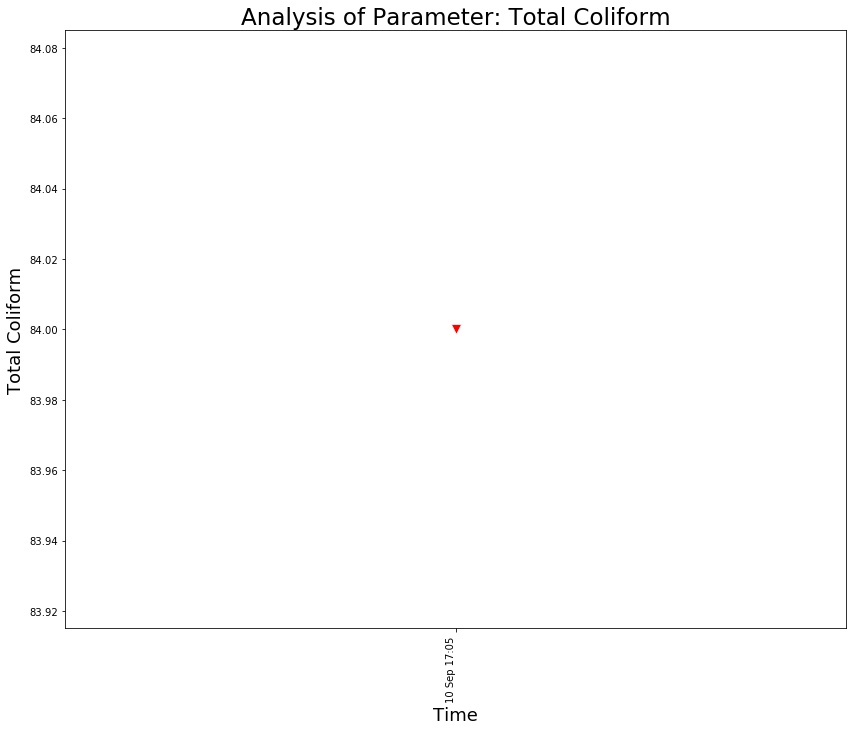 Analysis of Parameter: Total Coliform
84.08
84.06
84.04
84.02
84.00
83.98
83.96
83.94
83.92
Total Coliform
10 Sep 17:05
Time